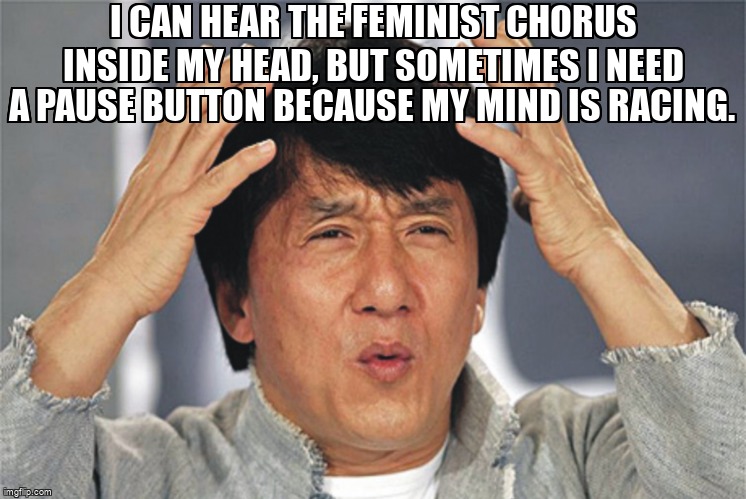 I CAN HEAR THE FEMINIST CHORUS
INSIDE MY HEAD, BUT SOMETIMES I NEED
A PAUSE BUTTON BECAUSE MY MIND IS RACING.
imgflip.com